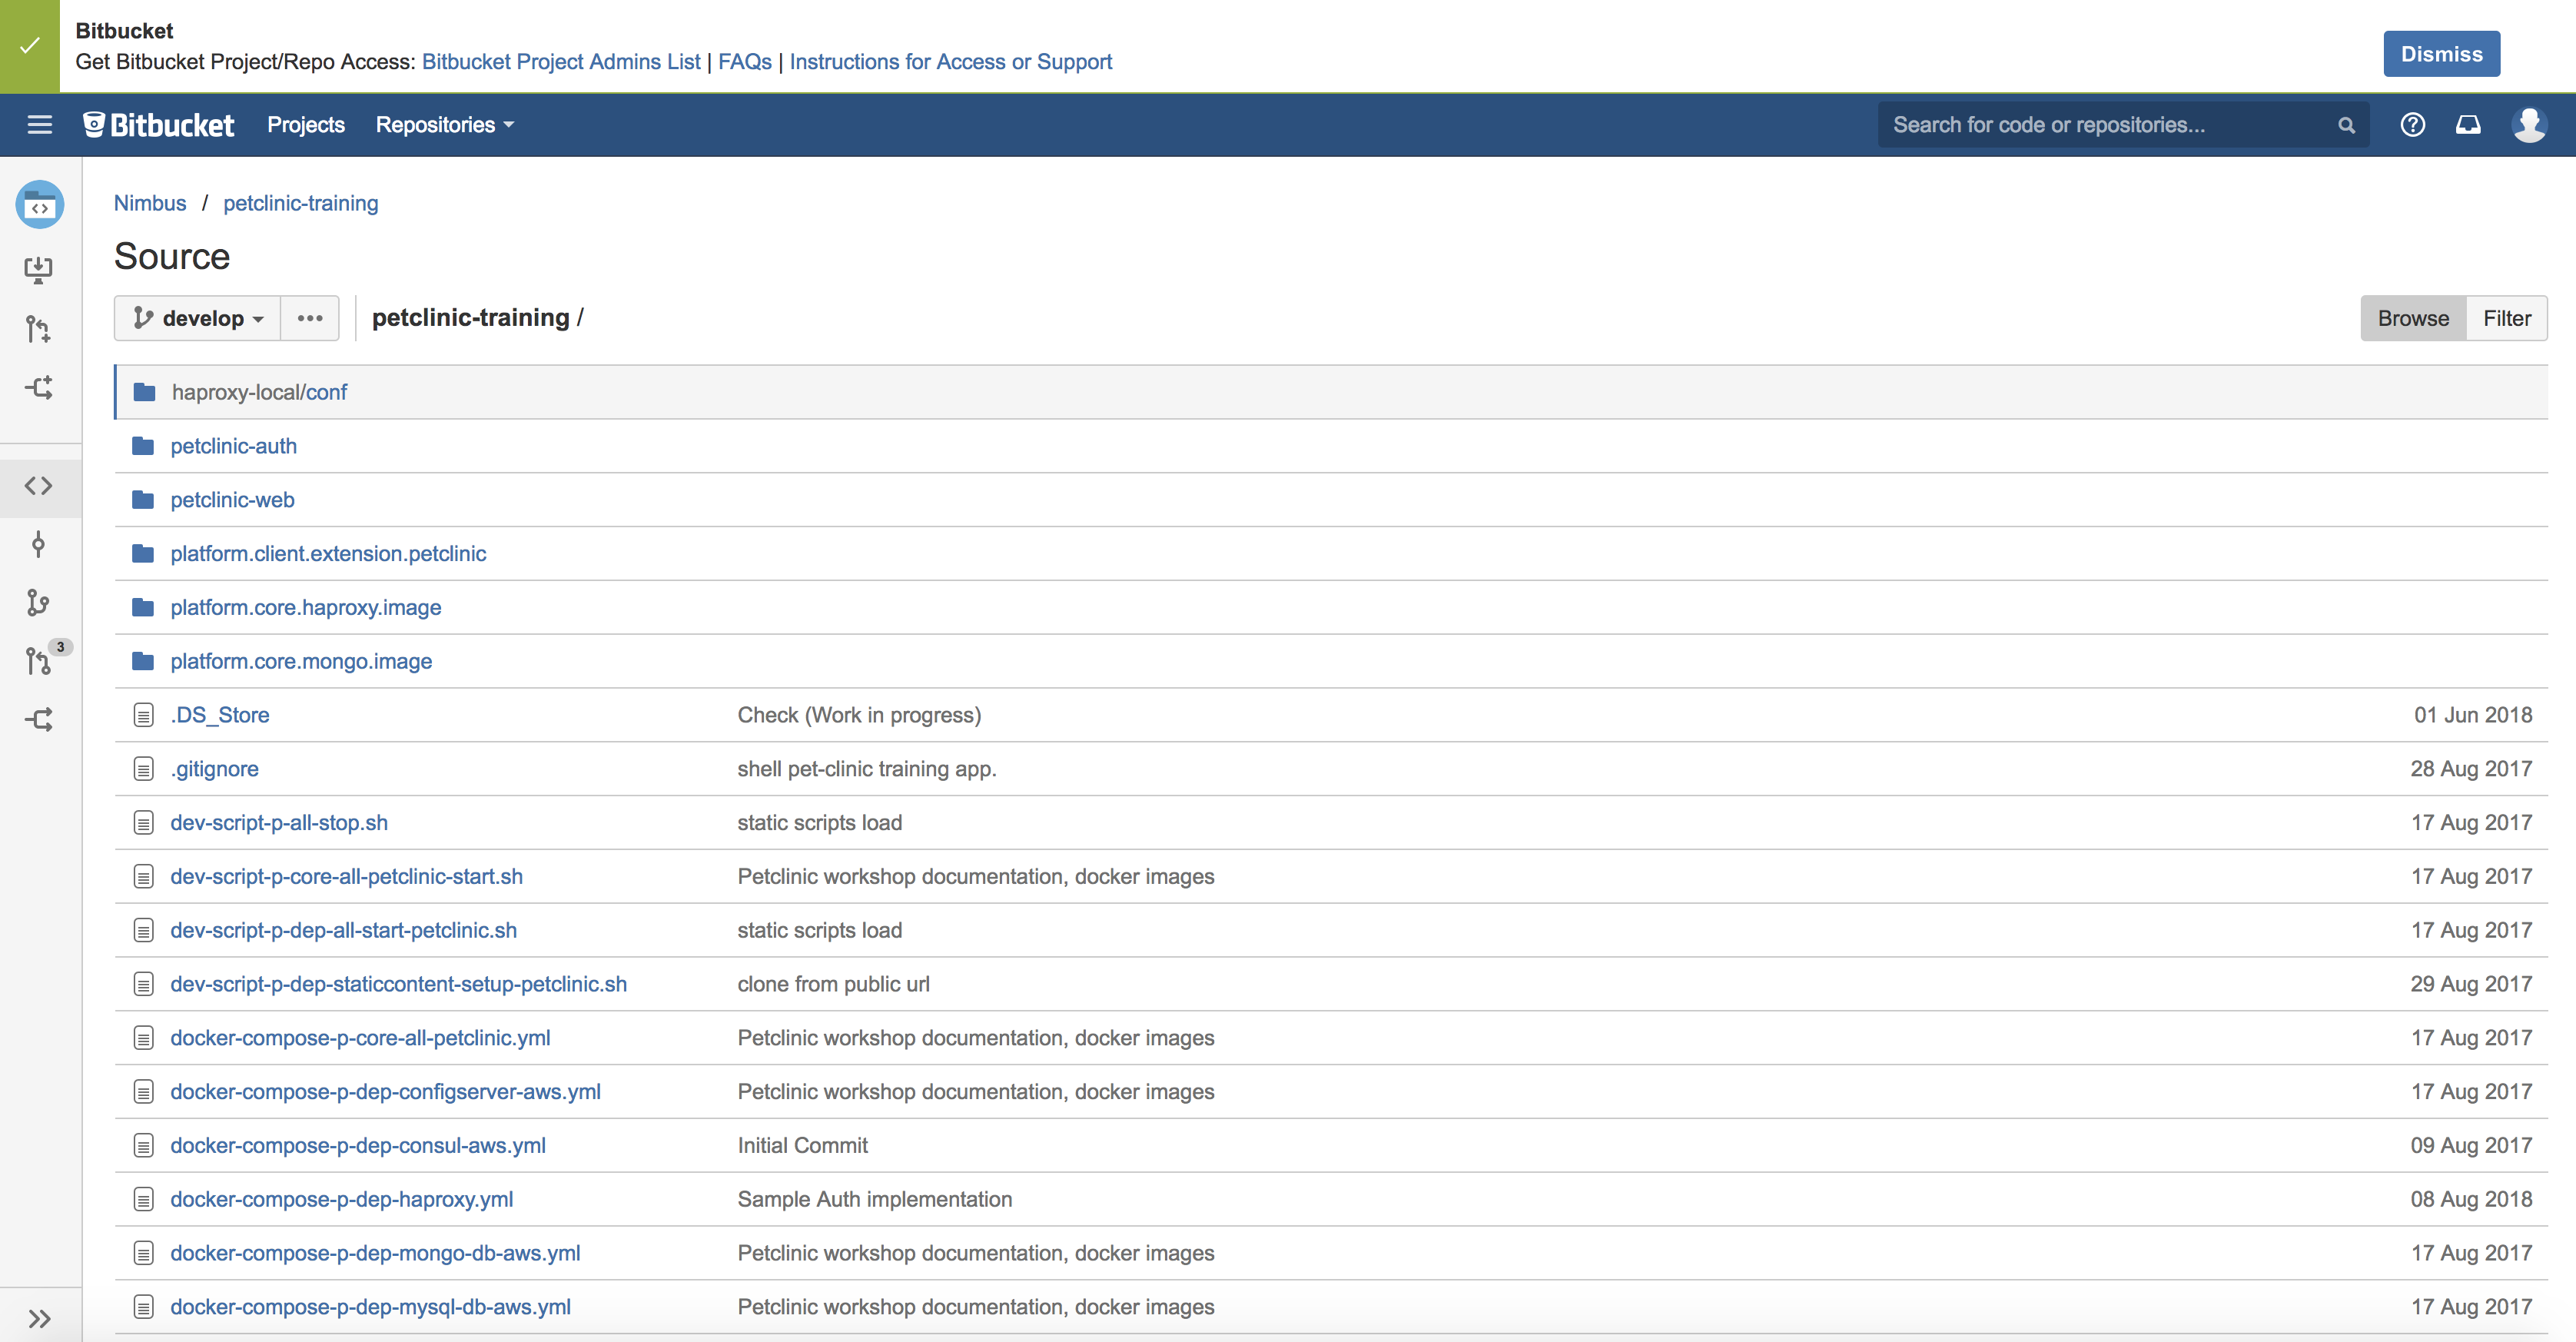 Bitbucket
Get Bitbucket Project/Repo Access: Bitbucket Project Admins List | FAQs | Instructions for Access or Support
Dismiss
Bitbucket Projects Repositories Search for code or repositories...
Nimbus / petclinic-training
Source
develop petclinic-training / Browse Filter
haproxy-local/conf
petclinic-auth
petclinic-web
platform.client.extension.petclinic
platform.core.haproxy.image
3
platform.core.mongo.image
.DS_Store Check (Work in progress) 01 Jun 2018
.gitignore shell pet-clinic training app. 28 Aug 2017
dev-script-p-all-stop.sh static scripts load 17 Aug 2017
dev-script-p-core-all-petclinic-start.sh Petclinic workshop documentation, docker images 17 Aug 2017
dev-script-p-dep-all-start-petclinic.sh static scripts load 17 Aug 2017
dev-script-p-dep-staticcontent-setup-petclinic.sh clone from public url 29 Aug 2017
docker-compose-p-core-all-petclinic.yml Petclinic workshop documentation, docker images 17 Aug 2017
docker-compose-p-dep-configserver-aws.yml Petclinic workshop documentation, docker images 17 Aug 2017
docker-compose-p-dep-consul-aws.yml Initial Commit 09 Aug 2017
docker-compose-p-dep-haproxy.yml Sample Auth implementation 08 Aug 2018
docker-compose-p-dep-mongo-db-aws.yml Petclinic workshop documentation, docker images 17 Aug 2017
docker-compose-p-dep-mysql-db-aws.yml Petclinic workshop documentation, docker images 17 Aug 2017